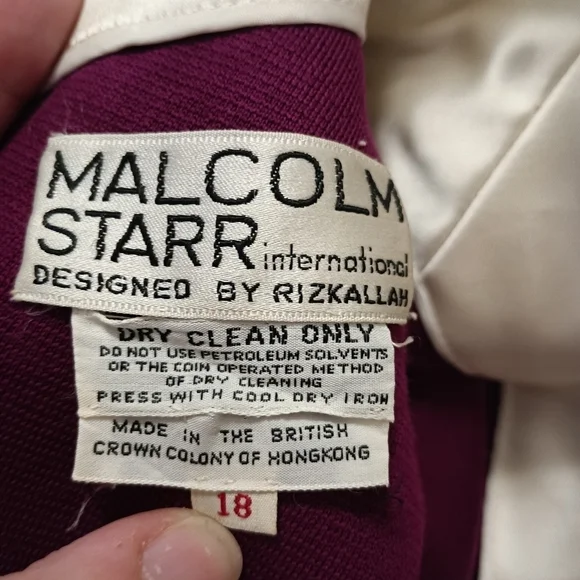 MALCOLM
STARR international
DESIGNED BY RIZKALLAH
DRY CLEAN ONLY
DO NOT USE PETROLEUM SOLVENTS
OR THE COIN OPERATED METHOD
OF DRY CLEANING
PRESS WITH COOL DRY IRON
MADE IN THE BRITISH
CROWN COLONY OF HONGKONG
18